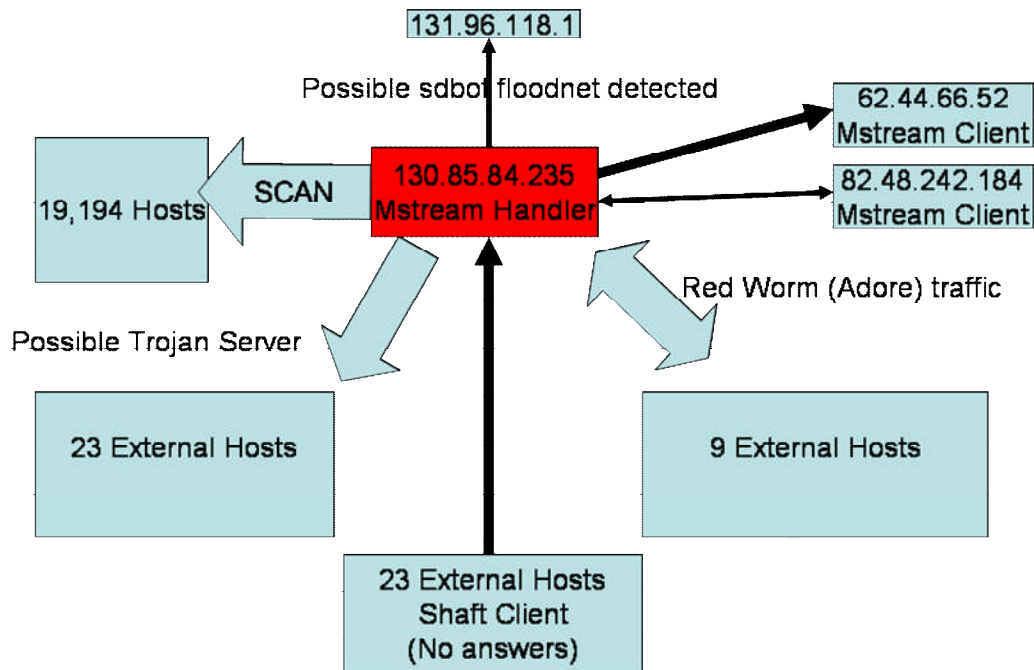 131.96.118.1
Possible sdbot floodnet detected
62.44.66.52
Mstream Client
130.85.84.235
Mstream Handler
82.48.242.184
Mstream Client
19,194 Hosts
SCAN
Red Worm (Adore) traffic
Possible Trojan Server
23 External Hosts
9 External Hosts
23 External Hosts
Shaft Client
(No answers)